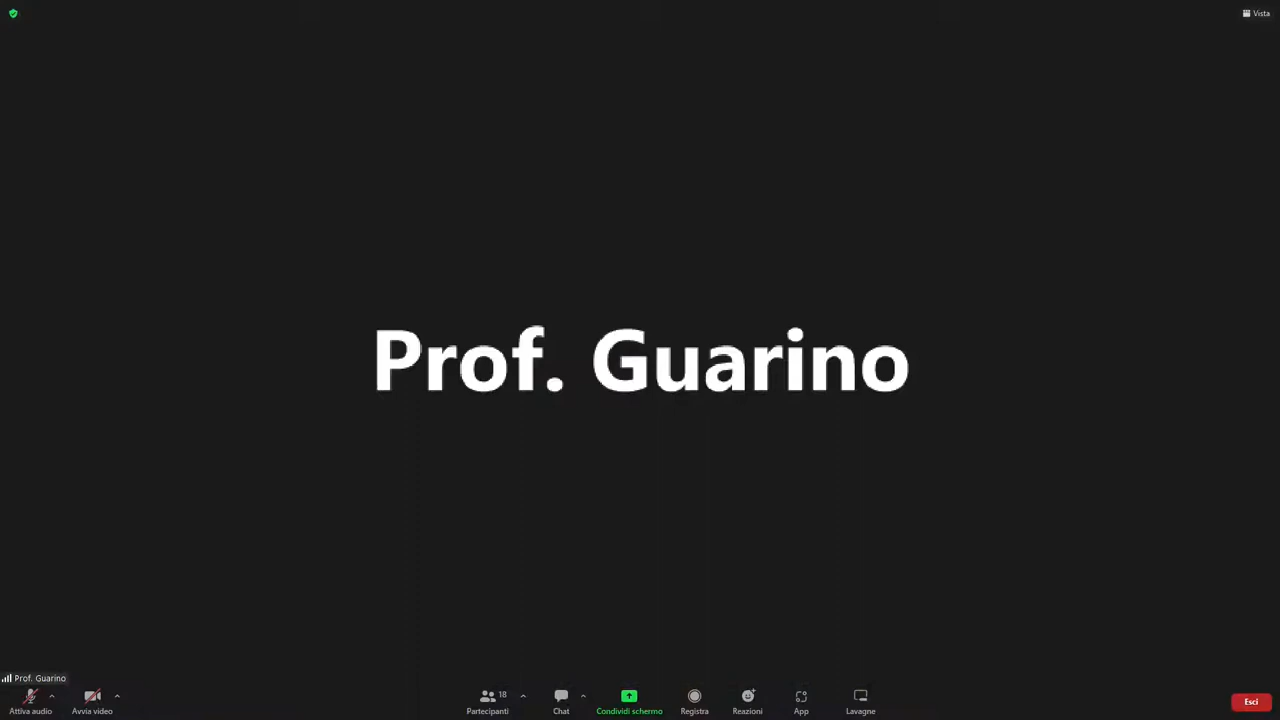 Vista
Prof. Guarino
Prof. Guarino
18
Attiva audio
Avvia video
Partecipanti
Chat
Condividi schermo
Registra
Reazioni
App
Lavagne
Esci